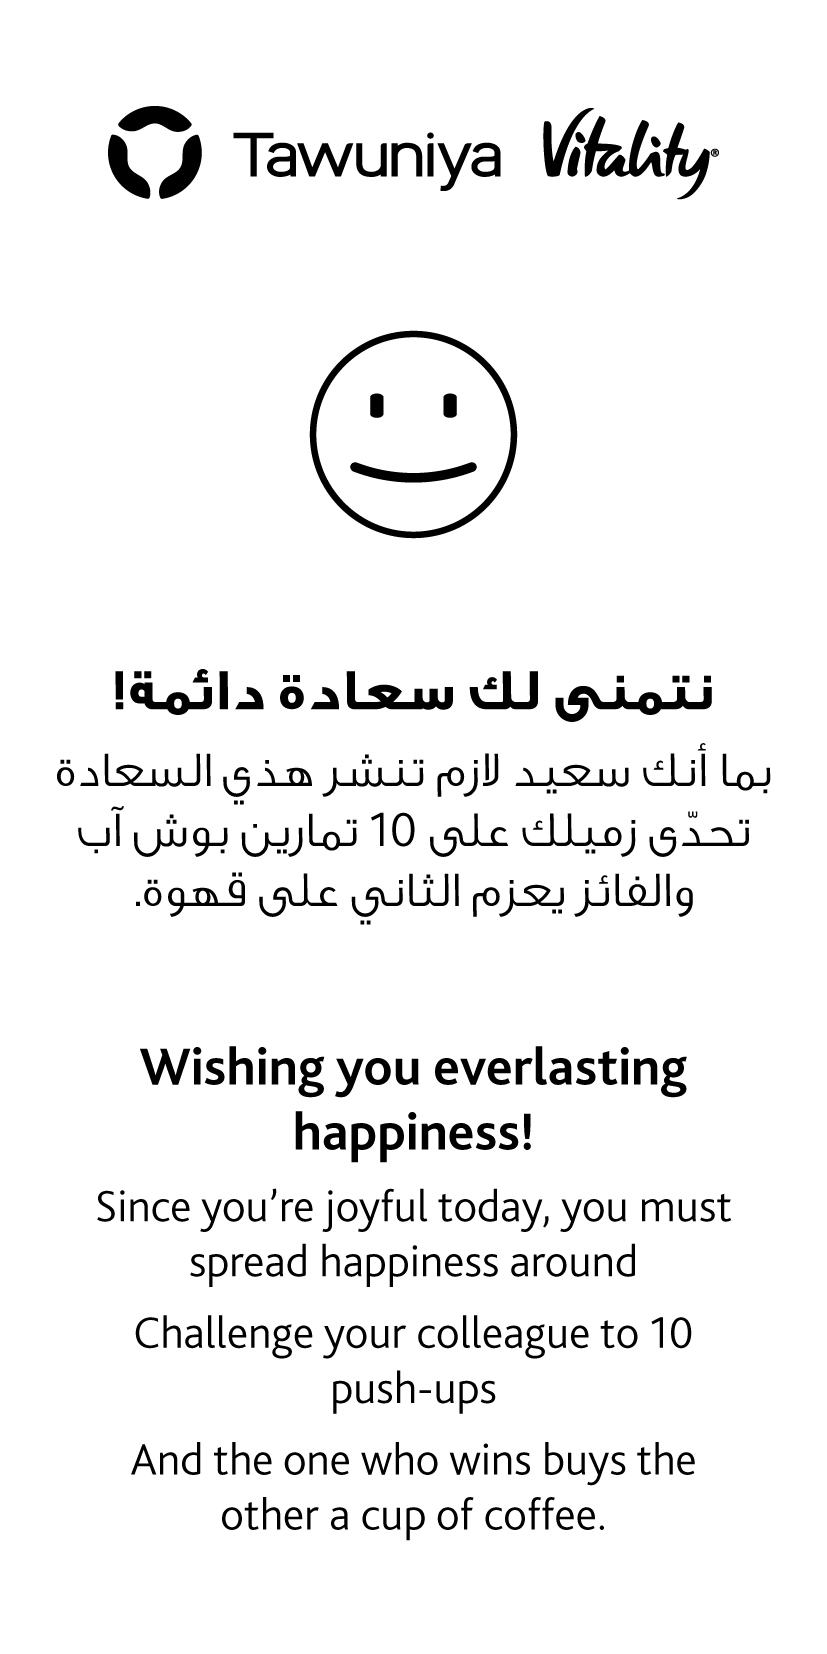 Tawuniya Vitality®
نتمنى لك سعادة دائمة!
بما أنك سعيد لازم تنشر هذي السعادة
تحدّى زميلك على 10 تمارين بوش آب
والفائز يعزم الثاني على قهوة.
Wishing you everlasting
happiness!
Since you’re joyful today, you must
spread happiness around
Challenge your colleague to 10
push-ups
And the one who wins buys the
other a cup of coffee.